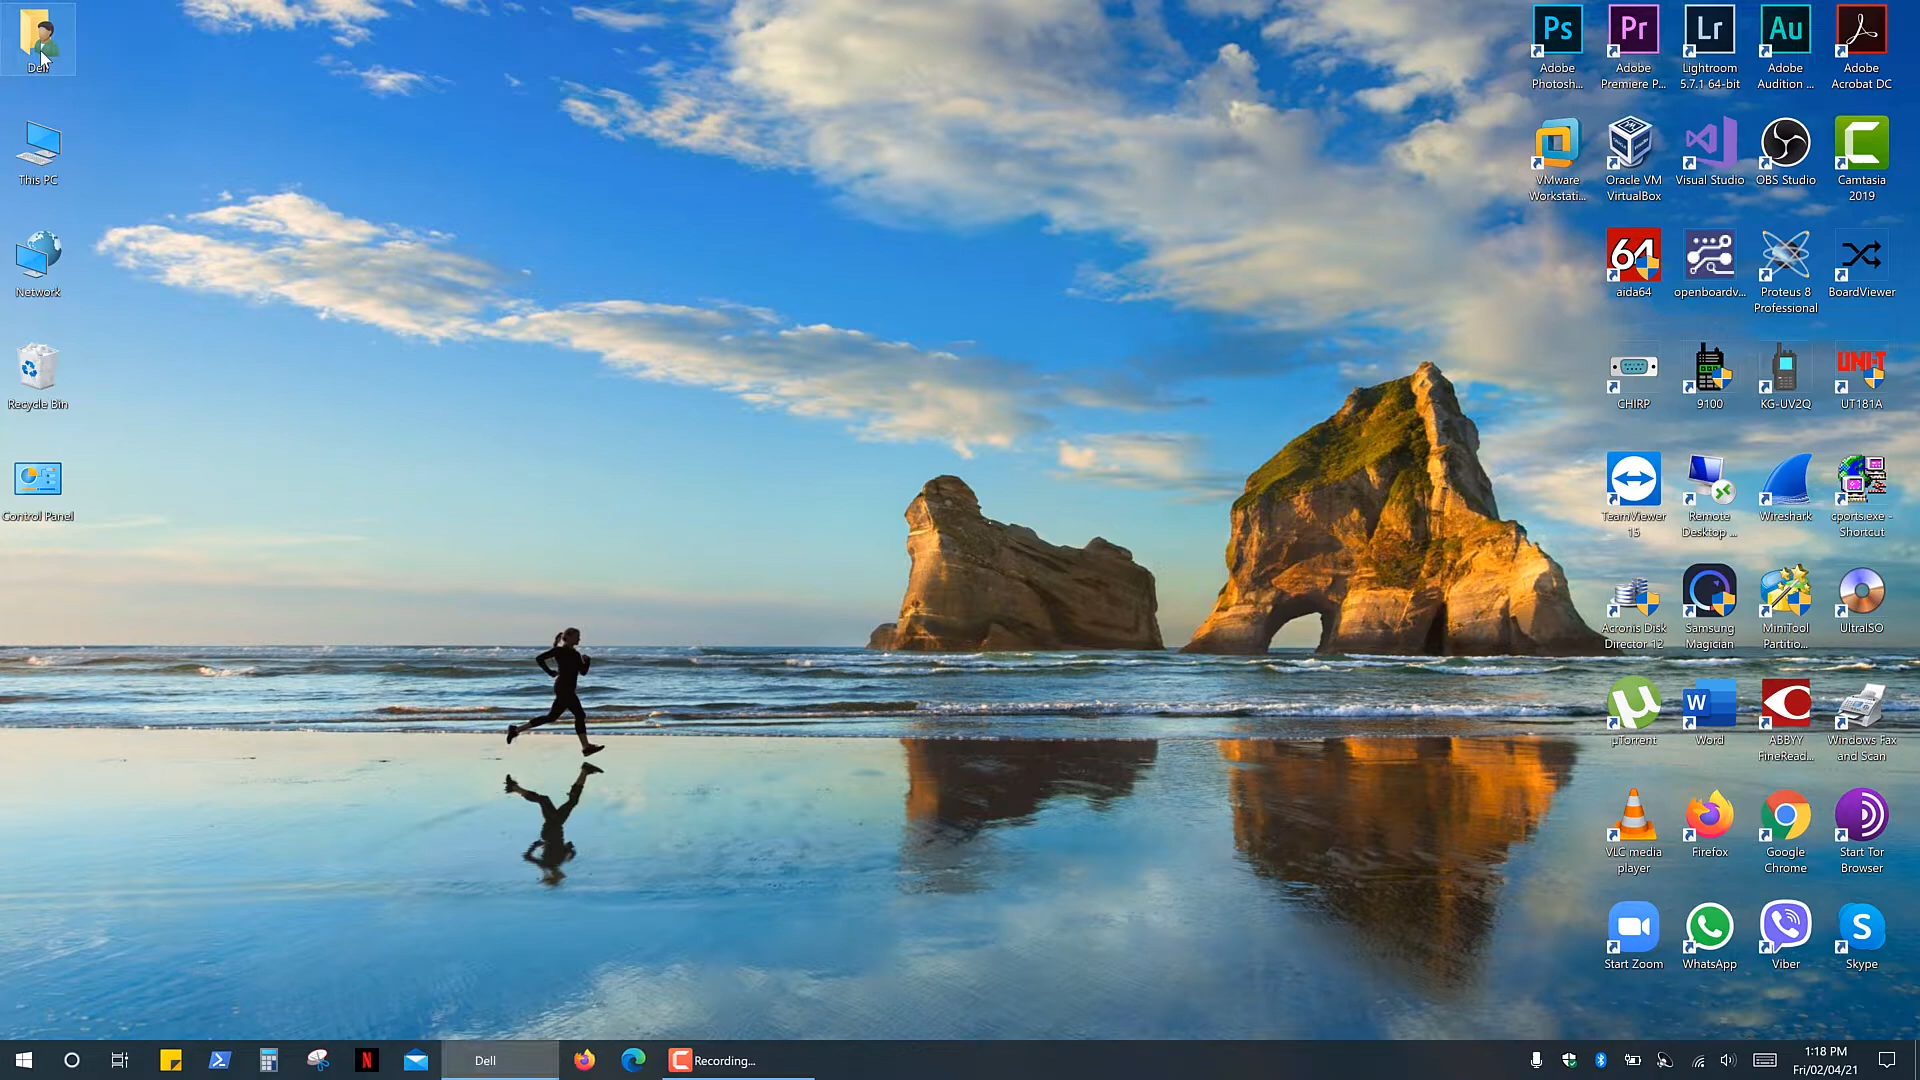 Dell
This PC
Network
Recycle Bin
Control Panel
Ps
Adobe
Photosh...
Pr
Adobe
Premiere P...
Lr
Lightroom
5.7.1 64-bit
Au
Adobe
Audition ...
Adobe
Acrobat DC
VMware
Workstati...
Oracle VM
VirtualBox
Visual Studio
OBS Studio
Camtasia
2019
64
aida64
openboardv...
Proteus 8
Professional
BoardViewer
CHIRP
9100
KG-UV2Q
UNI-T
UT181A
TeamViewer
15
Remote
Desktop ...
Wireshark
cports.exe -
Shortcut
Acronis Disk
Director 12
Samsung
Magician
MiniTool
Partitio...
UltraISO
µTorrent
W
Word
ABBYY
FineRead...
Windows Fax
and Scan
VLC media
player
Firefox
Google
Chrome
Start Tor
Browser
Start Zoom
WhatsApp
Viber
S
Skype
N
Dell
Recording...
1:18 PM
Fri/02/04/21